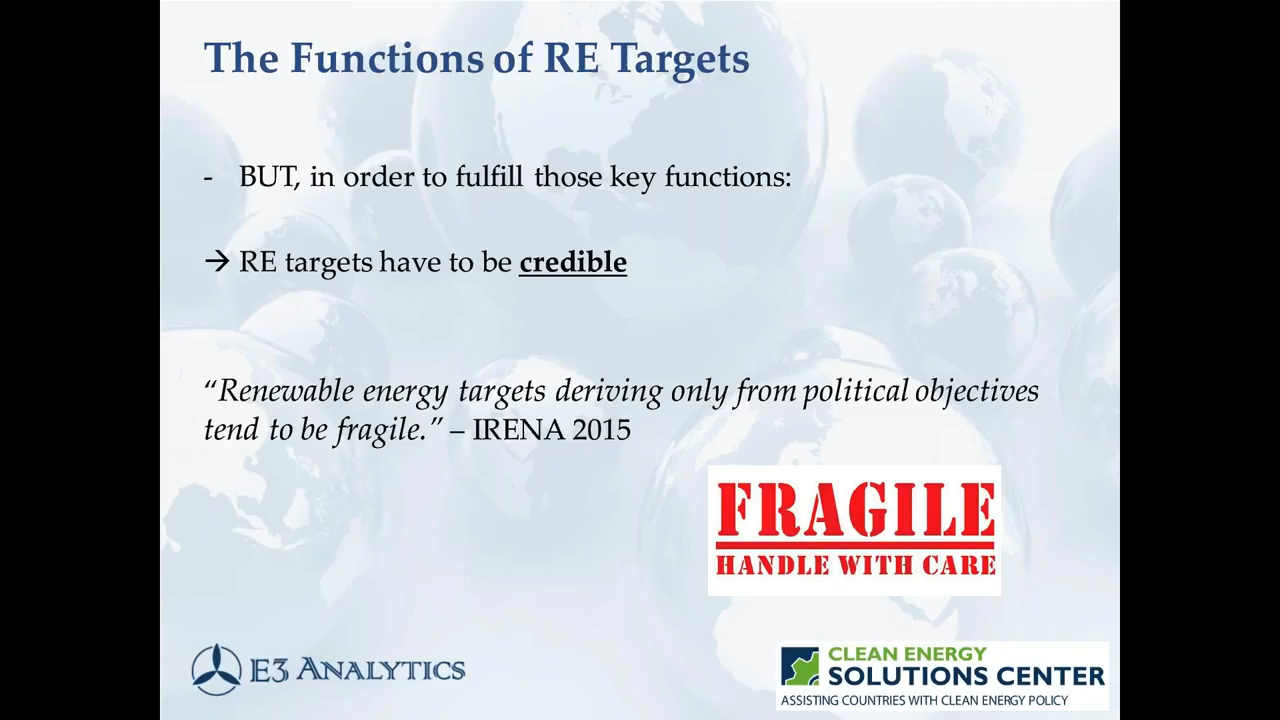 The Functions of RE Targets
- BUT, in order to fulfill those key functions:
→ RE targets have to be credible
“Renewable energy targets deriving only from political objectives
tend to be fragile.” – IRENA 2015
FRAGILE
HANDLE WITH CARE
E3 ANALYTICS
CLEAN ENERGY
SOLUTIONS CENTER
ASSISTING COUNTRIES WITH CLEAN ENERGY POLICY